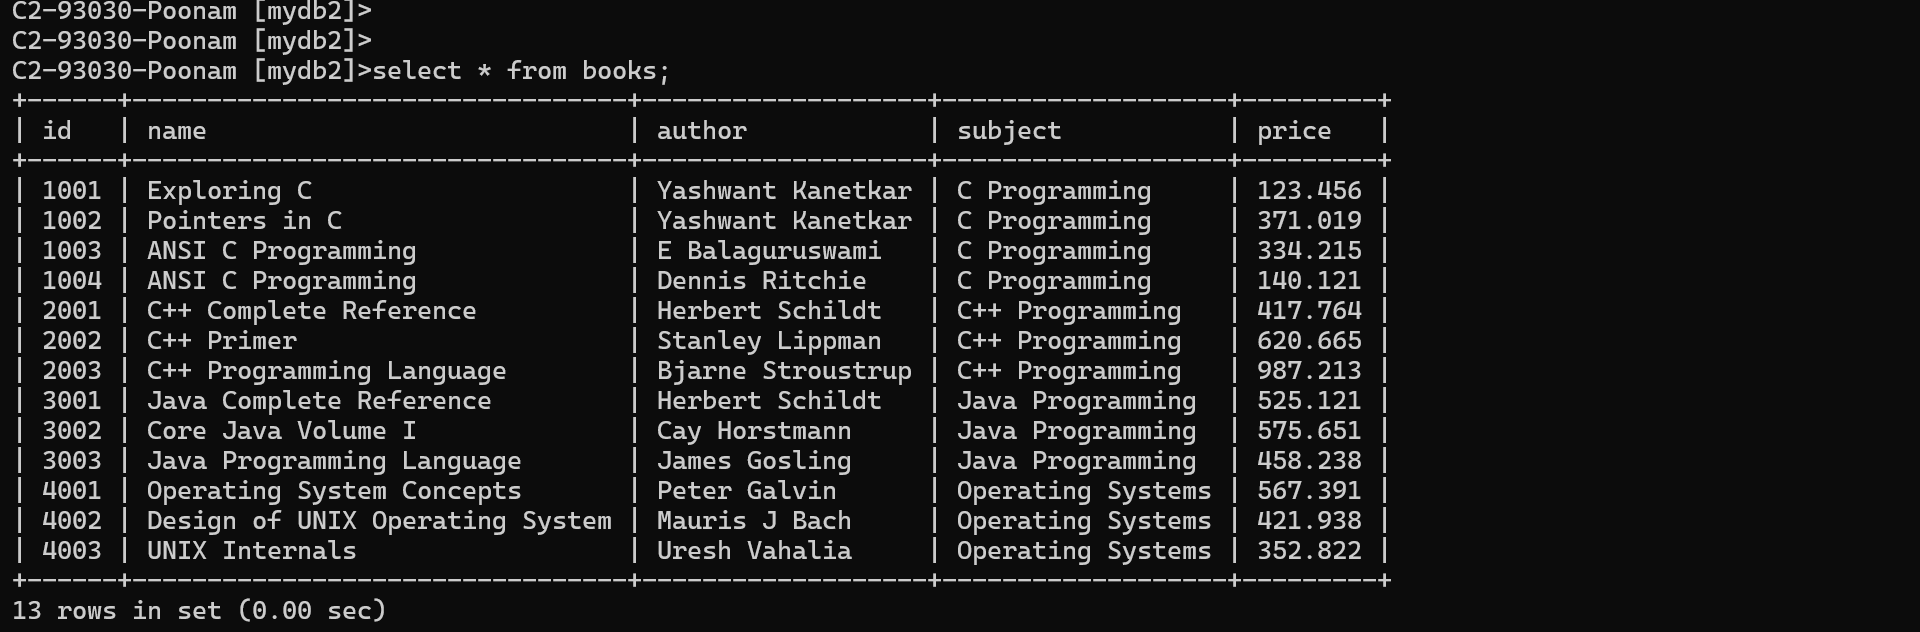 C2-93030-Poonam [mydb2]>
C2-93030-Poonam [mydb2]>
C2-93030-Poonam [mydb2]>select * from books;
+------+---------------------------------+-------------------+-------------------+---------+
| id   | name                            | author            | subject           | price   |
+------+---------------------------------+-------------------+-------------------+---------+
| 1001 | Exploring C                     | Yashwant Kanetkar | C Programming     | 123.456 |
| 1002 | Pointers in C                   | Yashwant Kanetkar | C Programming     | 371.019 |
| 1003 | ANSI C Programming              | E Balaguruswami   | C Programming     | 334.215 |
| 1004 | ANSI C Programming              | Dennis Ritchie    | C Programming     | 140.121 |
| 2001 | C++ Complete Reference          | Herbert Schildt   | C++ Programming   | 417.764 |
| 2002 | C++ Primer                      | Stanley Lippman   | C++ Programming   | 620.665 |
| 2003 | C++ Programming Language        | Bjarne Stroustrup | C++ Programming   | 987.213 |
| 3001 | Java Complete Reference         | Herbert Schildt   | Java Programming  | 525.121 |
| 3002 | Core Java Volume I              | Cay Horstmann     | Java Programming  | 575.651 |
| 3003 | Java Programming Language       | James Gosling     | Java Programming  | 458.238 |
| 4001 | Operating System Concepts       | Peter Galvin      | Operating Systems | 567.391 |
| 4002 | Design of UNIX Operating System | Mauris J Bach     | Operating Systems | 421.938 |
| 4003 | UNIX Internals                  | Uresh Vahalia     | Operating Systems | 352.822 |
+------+---------------------------------+-------------------+-------------------+---------+
13 rows in set (0.00 sec)